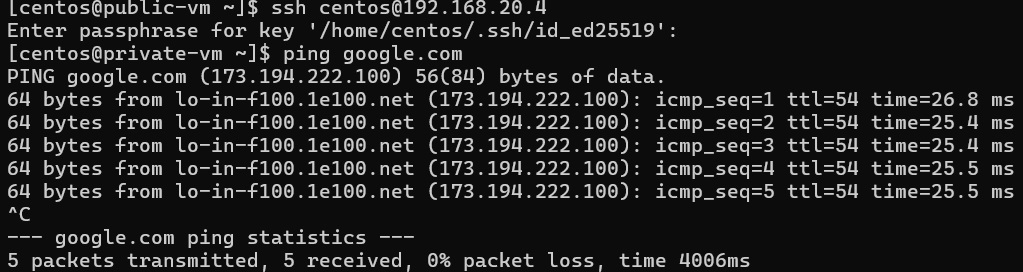 [centos@public-vm ~]$ ssh centos@192.168.20.4
Enter passphrase for key '/home/centos/.ssh/id_ed25519':
[centos@private-vm ~]$ ping google.com
PING google.com (173.194.222.100) 56(84) bytes of data.
64 bytes from lo-in-f100.1e100.net (173.194.222.100): icmp_seq=1 ttl=54 time=26.8 ms
64 bytes from lo-in-f100.1e100.net (173.194.222.100): icmp_seq=2 ttl=54 time=25.4 ms
64 bytes from lo-in-f100.1e100.net (173.194.222.100): icmp_seq=3 ttl=54 time=25.4 ms
64 bytes from lo-in-f100.1e100.net (173.194.222.100): icmp_seq=4 ttl=54 time=25.5 ms
64 bytes from lo-in-f100.1e100.net (173.194.222.100): icmp_seq=5 ttl=54 time=25.5 ms
^C
--- google.com ping statistics ---
5 packets transmitted, 5 received, 0% packet loss, time 4006ms